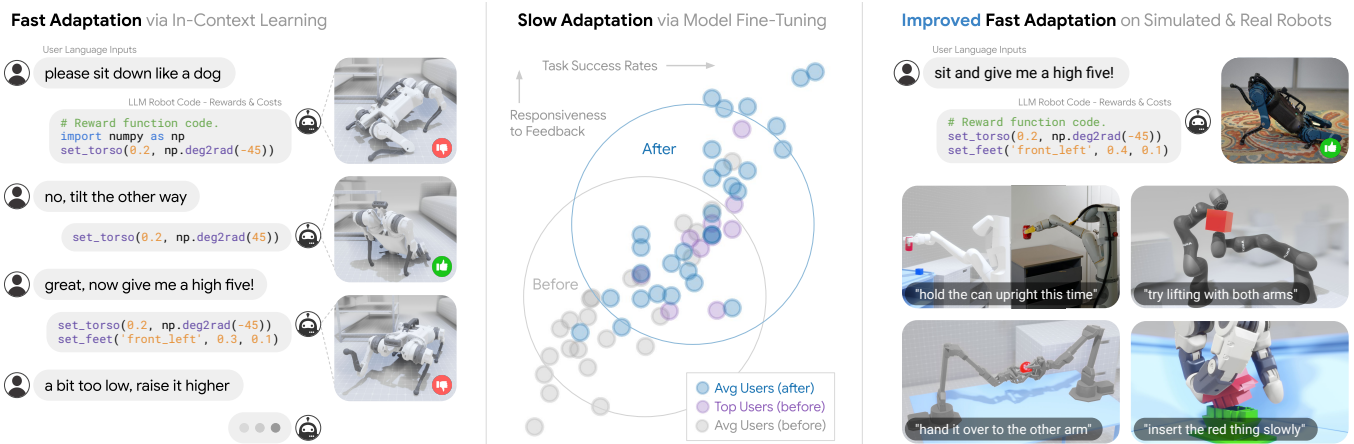 Fast Adaptation via In-Context Learning
User Language Inputs
please sit down like a dog
LLM Robot Code - Rewards & Costs
# Reward function code.
import numpy as np
set_torso(0.2, np.deg2rad(-45))
no, tilt the other way
set_torso(0.2, np.deg2rad(45))
great, now give me a high five!
set_torso(0.2, np.deg2rad(-45))
set_feet('front_left', 0.3, 0.1)
a bit too low, raise it higher
Slow Adaptation via Model Fine-Tuning
Task Success Rates
Responsiveness
to Feedback
After
Before
Avg Users (after)
Top Users (before)
Avg Users (before)
Improved Fast Adaptation on Simulated & Real Robots
User Language Inputs
sit and give me a high five!
LLM Robot Code - Rewards & Costs
# Reward function code.
set_torso(0.2, np.deg2rad(-45))
set_feet('front_left', 0.4, 0.1)
"hold the can upright this time"
"try lifting with both arms"
"hand it over to the other arm"
"insert the red thing slowly"